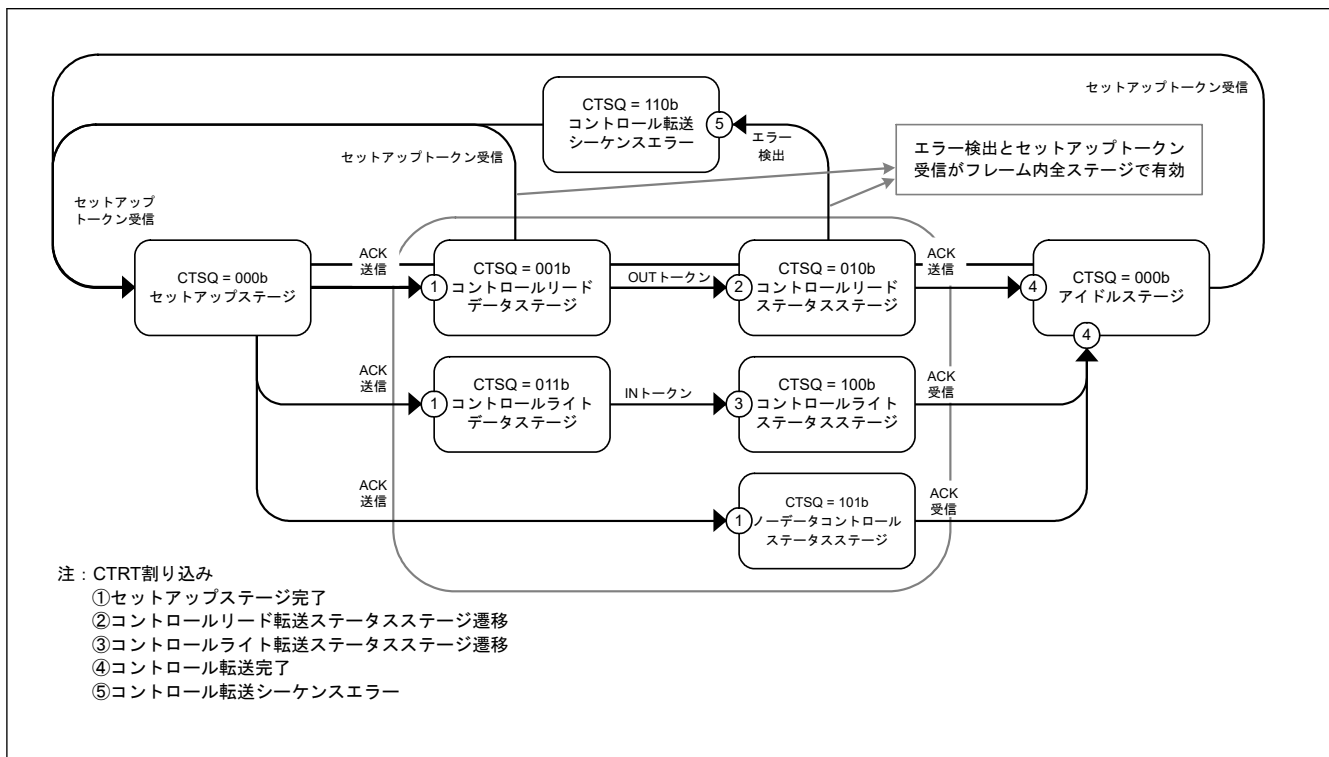 セットアップトークン受信
CTSQ = 110b
コントロール転送
シーケンスエラー
⑤
エラー
検出
セットアップトークン受信
エラー検出とセットアップトークン
受信がフレーム内全ステージで有効
セットアップ
トークン受信
CTSQ = 000b
セットアップステージ
ACK
送信
①
CTSQ = 001b
コントロールリード
データステージ
OUTトークン
②
CTSQ = 010b
コントロールリード
ステータスステージ
ACK
送信
④
CTSQ = 000b
アイドルステージ
④
ACK
送信
①
CTSQ = 011b
コントロールライト
データステージ
INトークン
③
CTSQ = 100b
コントロールライト
ステータスステージ
ACK
受信
ACK
送信
①
CTSQ = 101b
ノーデータコントロール
ステータスステージ
ACK
受信
注：CTRT割り込み
①セットアップステージ完了
②コントロールリード転送ステータスステージ遷移
③コントロールライト転送ステータスステージ遷移
④コントロール転送完了
⑤コントロール転送シーケンスエラー